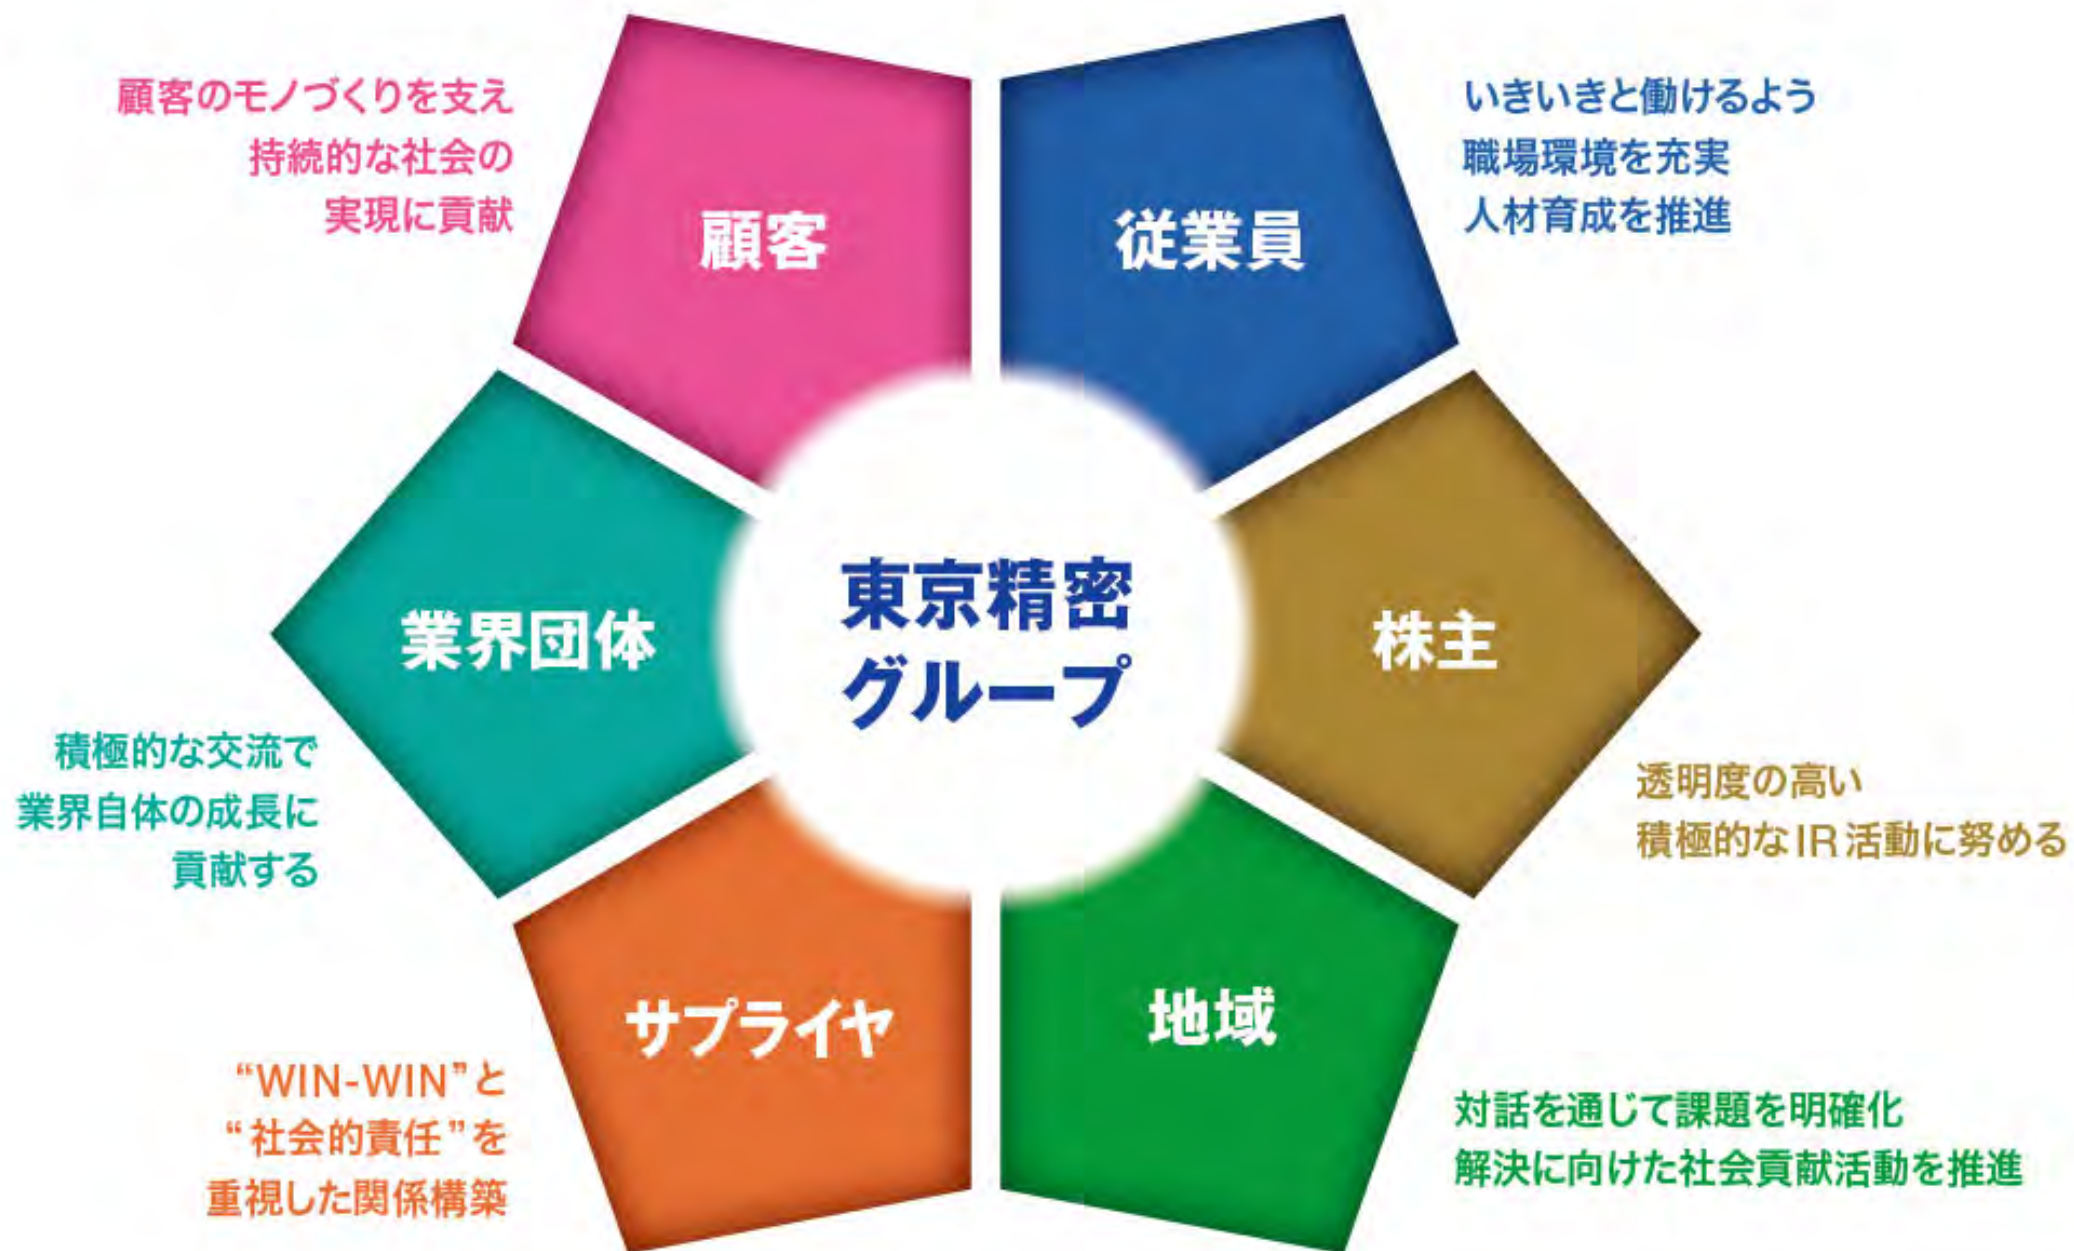 顧客のモノづくりを支え
持続的な社会の
実現に貢献
顧客
従業員
いきいきと働けるよう
職場環境を充実
人材育成を推進
業界団体
東京精密
グループ
株主
積極的な交流で
業界自体の成長に
貢献する
透明度の高い
積極的なIR活動に努める
サプライヤ
地域
“WIN-WIN”と
“社会的責任”を
重視した関係構築
対話を通じて課題を明確化
解決に向けた社会貢献活動を推進